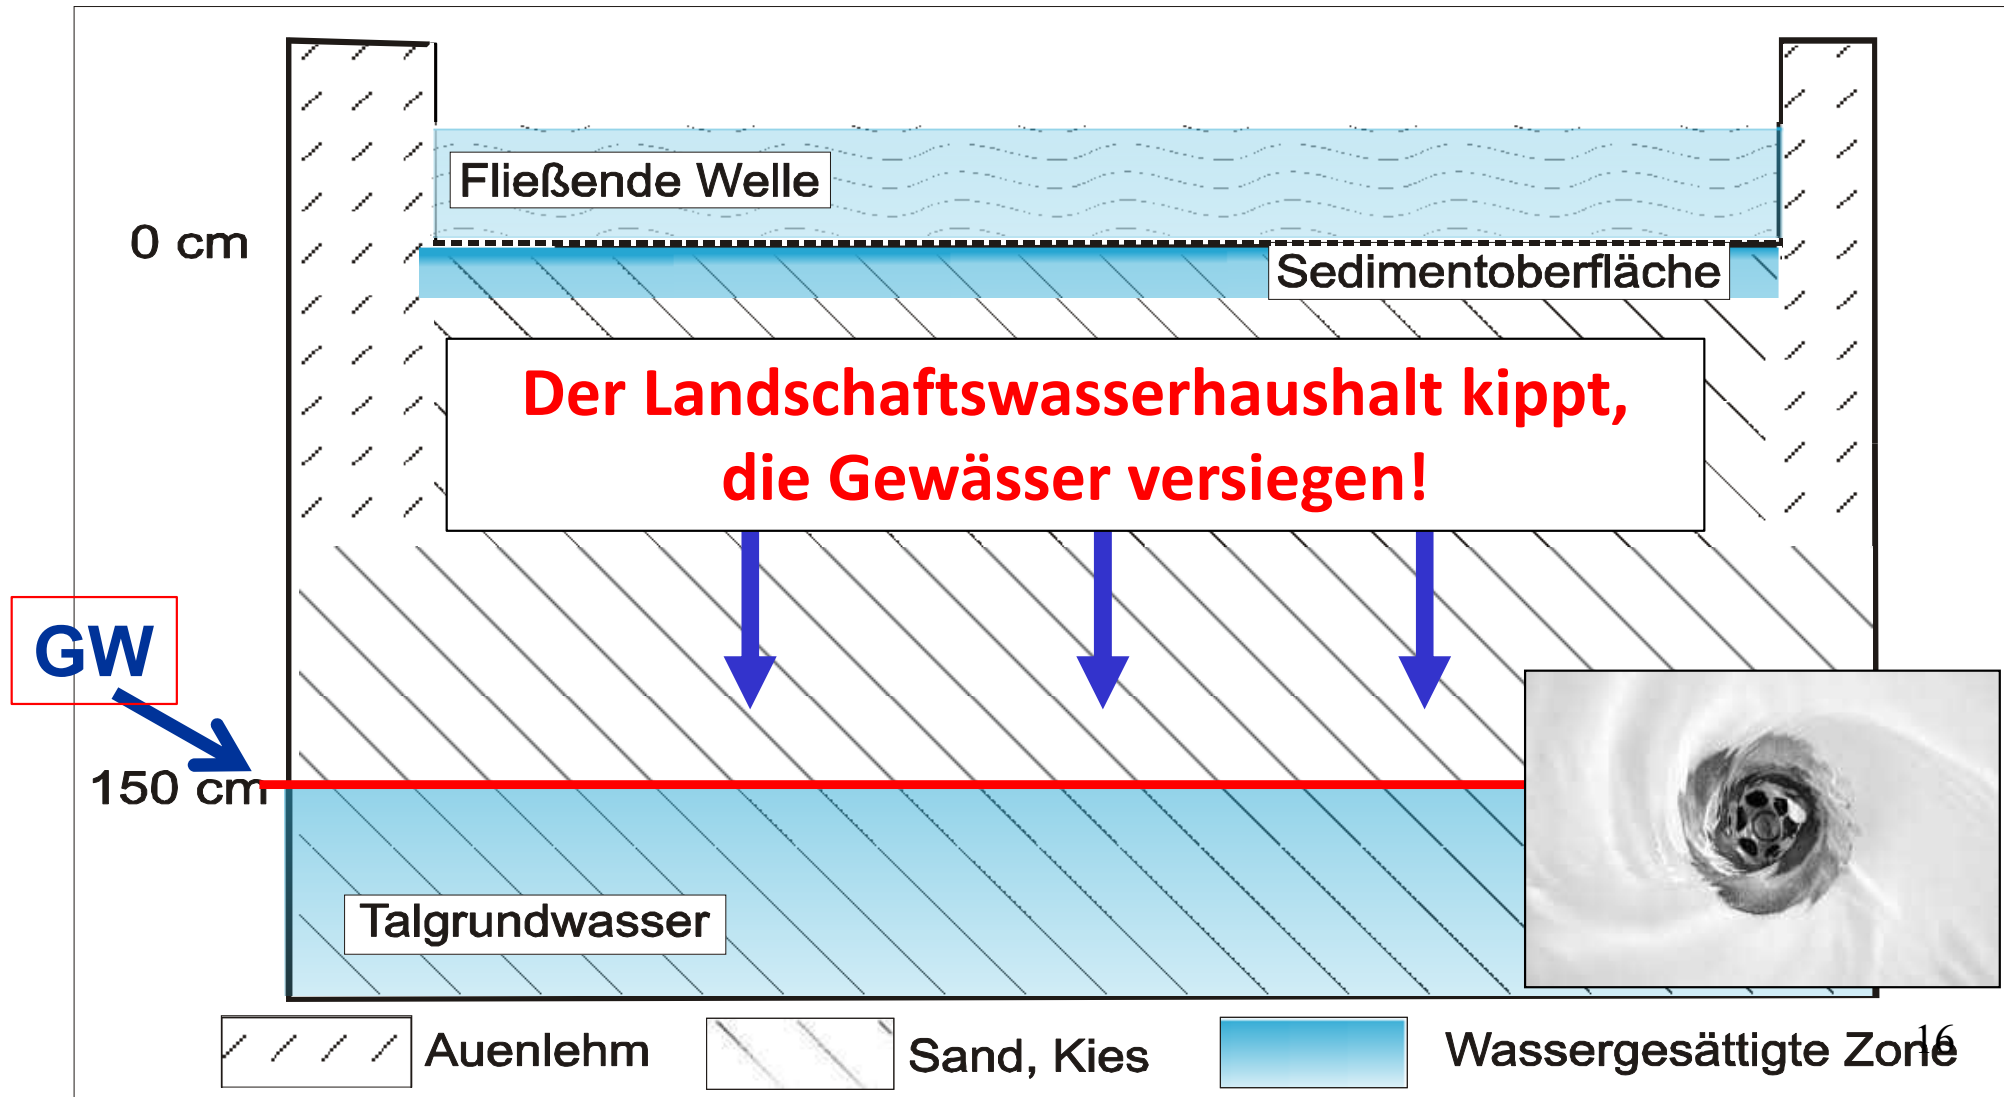 Fließende Welle
0 cm
Sedimentoberfläche
Der Landschaftswasserhaushalt kippt,
die Gewässer versiegen!
GW
150 cm
Talgrundwasser
Auenlehm
Sand, Kies
Wassergesättigte Zone
16